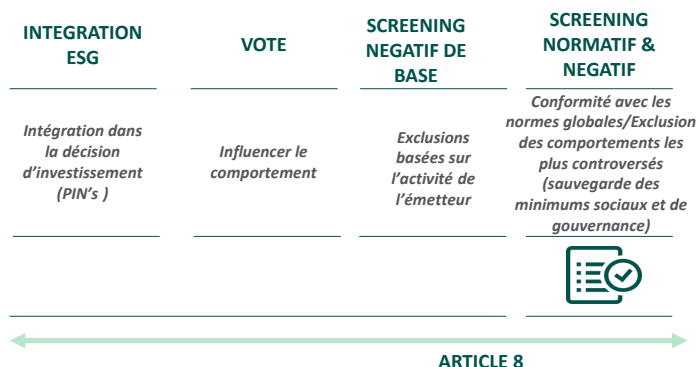 INTEGRATION
ESG
VOTE
SCREENING
NEGATIF DE
BASE
SCREENING
NORMATIF &
NEGATIF
Intégration dans
la décision
d'investissement
(PIN's )
Influencer le
comportement
Exclusions
basées sur
l'activité de
l'émetteur
Conformité avec les
normes globales/Exclusion
des comportements les
plus controversés
(sauvegarde des
minimums sociaux et de
gouvernance)
ARTICLE 8